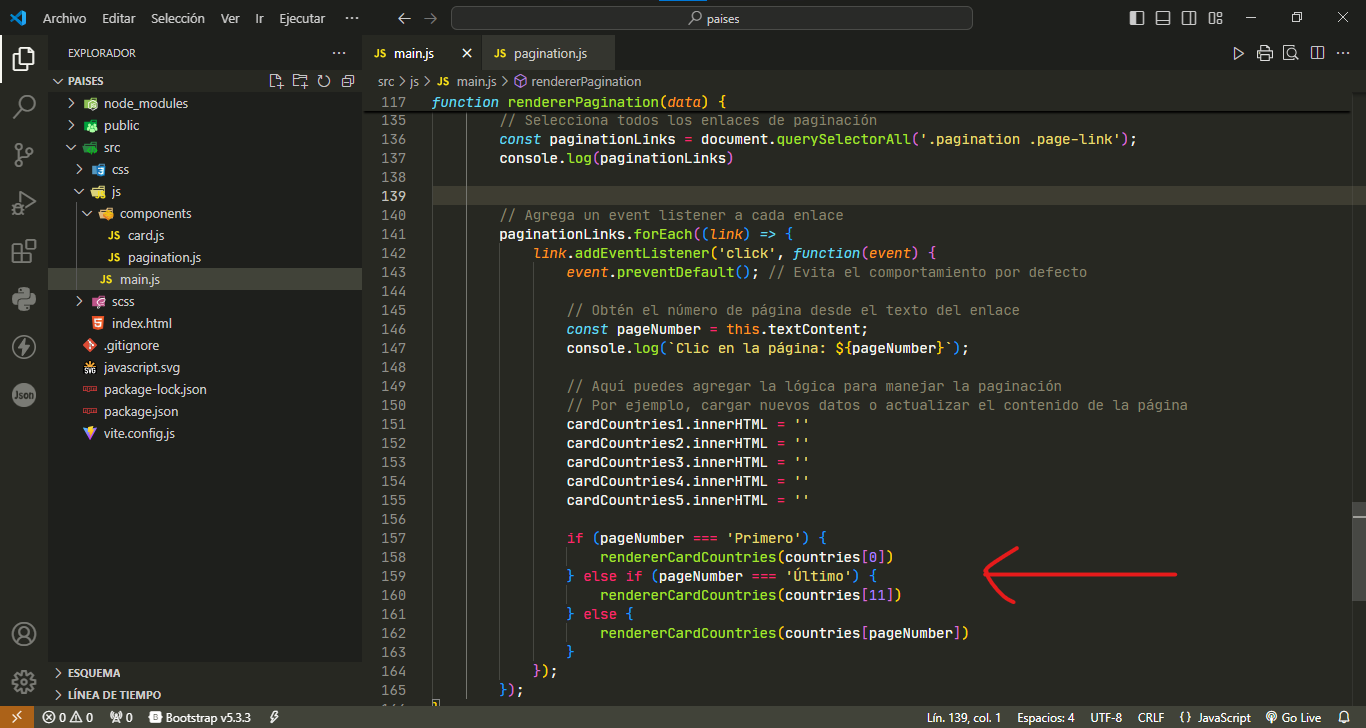 Archivo Editar Selección Ver Ir Ejecutar ··· paises
EXPLORADOR ···
JS main.js JS pagination.js
PAISES
src > js > JS main.js > rendererPagination
node_modules
public
src
css
js
components
JS card.js
JS pagination.js
JS main.js
scss
index.html
.gitignore
javascript.svg
package-lock.json
package.json
vite.config.js
Json
ESQUEMA
LÍNEA DE TIEMPO
117 function rendererPagination(data) {
135 // Selecciona todos los enlaces de paginación
136 const paginationLinks = document.querySelectorAll('.pagination .page-link');
137 console.log(paginationLinks)
138
139
140 // Agrega un event listener a cada enlace
141 paginationLinks.forEach((link) => {
142 link.addEventListener('click', function(event) {
143 event.preventDefault(); // Evita el comportamiento por defecto
144
145 // Obtén el número de página desde el texto del enlace
146 const pageNumber = this.textContent;
147 console.log(`Clic en la página: ${pageNumber}`);
148
149 // Aquí puedes agregar la lógica para manejar la paginación
150 // Por ejemplo, cargar nuevos datos o actualizar el contenido de la página
151 cardCountries1.innerHTML = ''
152 cardCountries2.innerHTML = ''
153 cardCountries3.innerHTML = ''
154 cardCountries4.innerHTML = ''
155 cardCountries5.innerHTML = ''
156
157 if (pageNumber === 'Primero') {
158 rendererCardCountries(countries[0])
159 } else if (pageNumber === 'Último') {
160 rendererCardCountries(countries[11])
161 } else {
162 rendererCardCountries(countries[pageNumber])
163 }
164 });
165 });
0 0 0 Bootstrap v5.3.3 Lín. 139, col. 1 Espacios: 4 UTF-8 CRLF {} JavaScript Go Live